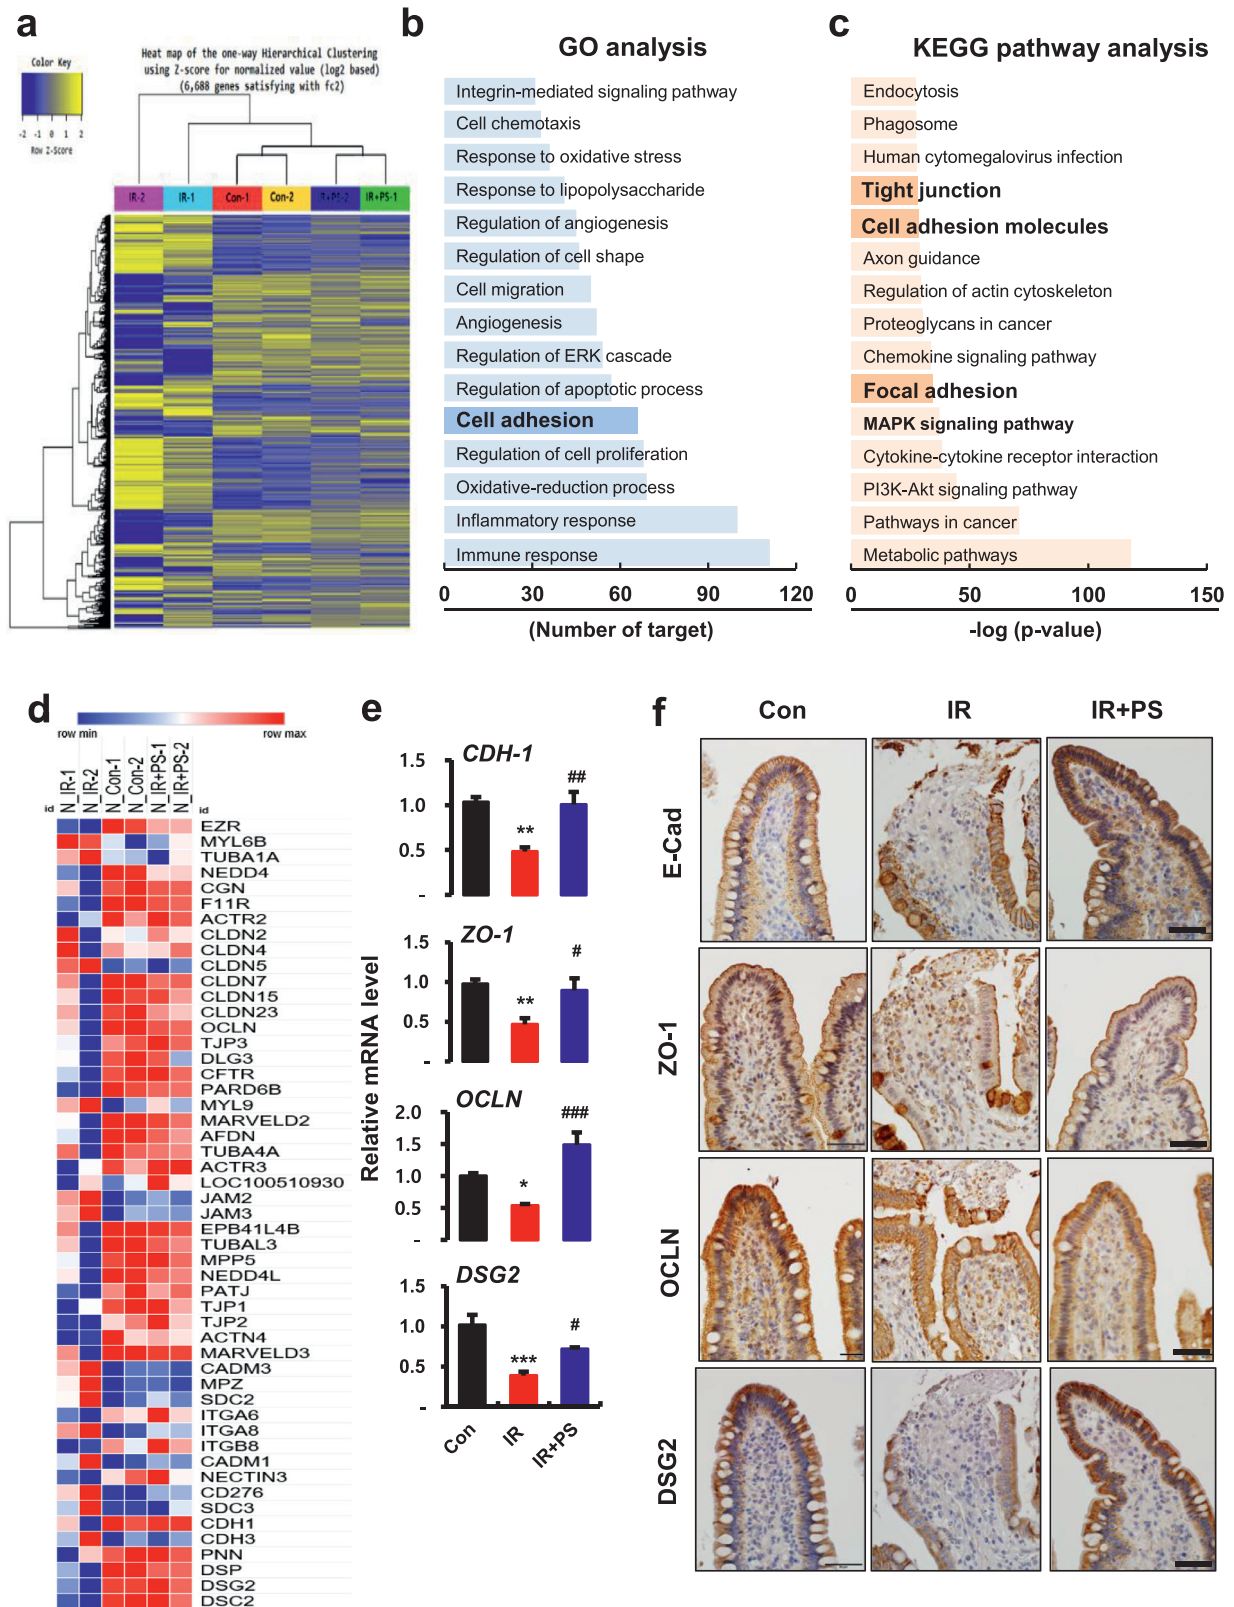 a
Heat map of the one-way Hierarchical Clustering
using Z-score for normalized value (log2 based)
(6,688 genes satisfying with fc2)
Color Key
-2 -1 0 1 2
Row Z-Score
IR-2 IR-1 Con-1 Con-2 IR+PS-2 IR+PS-1
b
GO analysis
Integrin-mediated signaling pathway
Cell chemotaxis
Response to oxidative stress
Response to lipopolysaccharide
Regulation of angiogenesis
Regulation of cell shape
Cell migration
Angiogenesis
Regulation of ERK cascade
Regulation of apoptotic process
Cell adhesion
Regulation of cell proliferation
Oxidative-reduction process
Inflammatory response
Immune response
0 30 60 90 120
(Number of target)
c
KEGG pathway analysis
Endocytosis
Phagosome
Human cytomegalovirus infection
Tight junction
Cell adhesion molecules
Axon guidance
Regulation of actin cytoskeleton
Proteoglycans in cancer
Chemokine signaling pathway
Focal adhesion
MAPK signaling pathway
Cytokine-cytokine receptor interaction
PI3K-Akt signaling pathway
Pathways in cancer
Metabolic pathways
0 50 100 150
-log (p-value)
d
row min row max
id N_IR-1 N_IR-2 N_Con-1 N_Con-2 N_IR+PS-1 N_IR+PS-2 id
EZR
MYL6B
TUBA1A
NEDD4
CGN
F11R
ACTR2
CLDN2
CLDN4
CLDN5
CLDN7
CLDN15
CLDN23
OCLN
TJP3
DLG3
CFTR
PARD6B
MYL9
MARVELD2
AFDN
TUBA4A
ACTR3
LOC100510930
JAM2
JAM3
EPB41L4B
TUBAL3
MPP5
NEDD4L
PATJ
TJP1
TJP2
ACTN4
MARVELD3
CADM3
MPZ
SDC2
ITGA6
ITGA8
ITGB8
CADM1
NECTIN3
CD276
SDC3
CDH1
CDH3
PNN
DSP
DSG2
DSC2
e
Relative mRNA level
CDH-1
1.5
1.0
0.5
-
**
##
ZO-1
1.5
1.0
0.5
-
**
#
OCLN
2.0
1.5
1.0
0.5
-
*
###
DSG2
1.5
1.0
0.5
-
***
#
Con IR IR+PS
f
Con IR IR+PS
E-Cad
ZO-1
OCLN
DSG2